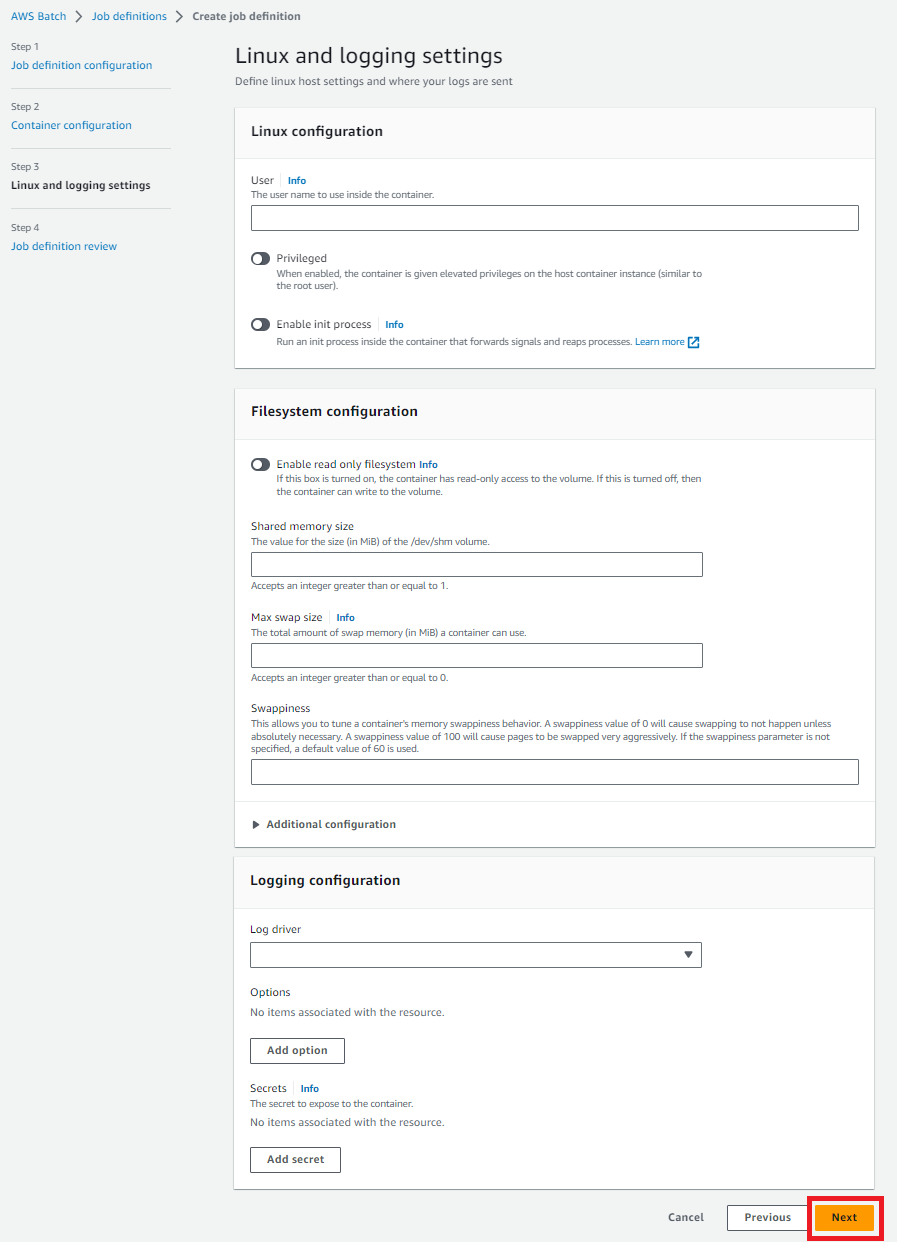 AWS Batch > Job definitions > Create job definition
Step 1
Job definition configuration
Step 2
Container configuration
Step 3
Linux and logging settings
Step 4
Job definition review
Linux and logging settings
Define linux host settings and where your logs are sent
Linux configuration
User Info
The user name to use inside the container.
Privileged
When enabled, the container is given elevated privileges on the host container instance (similar to
the root user).
Enable init process Info
Run an init process inside the container that forwards signals and reaps processes. Learn more
Filesystem configuration
Enable read only filesystem Info
If this box is turned on, the container has read-only access to the volume. If this is turned off, then
the container can write to the volume.
Shared memory size
The value for the size (in MiB) of the /dev/shm volume.
Accepts an integer greater than or equal to 1.
Max swap size Info
The total amount of swap memory (in MiB) a container can use.
Accepts an integer greater than or equal to 0.
Swappiness
This allows you to tune a container's memory swappiness behavior. A swappiness value of 0 will cause swapping to not happen unless
absolutely necessary. A swappiness value of 100 will cause pages to be swapped very aggressively. If the swappiness parameter is not
specified, a default value of 60 is used.
Additional configuration
Logging configuration
Log driver
Options
No items associated with the resource.
Add option
Secrets Info
The secret to expose to the container.
No items associated with the resource.
Add secret
Cancel Previous Next